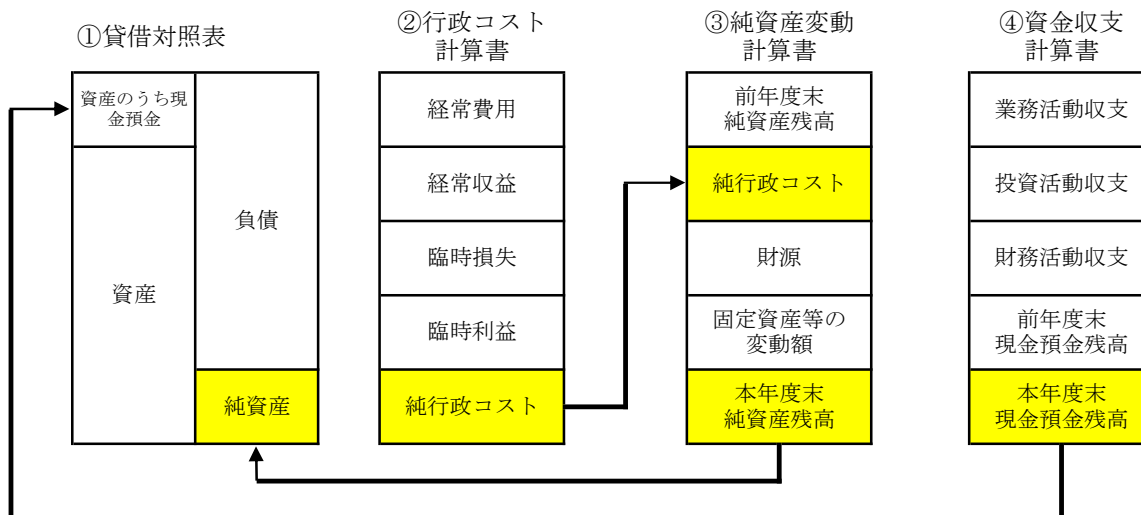 ①貸借対照表
資産のうち現
金預金
資産
負債
純資産
②行政コスト
計算書
経常費用
経常収益
臨時損失
臨時利益
純行政コスト
③純資産変動
計算書
前年度末
純資産残高
純行政コスト
財源
固定資産等の
変動額
本年度末
純資産残高
④資金収支
計算書
業務活動収支
投資活動収支
財務活動収支
前年度末
現金預金残高
本年度末
現金預金残高